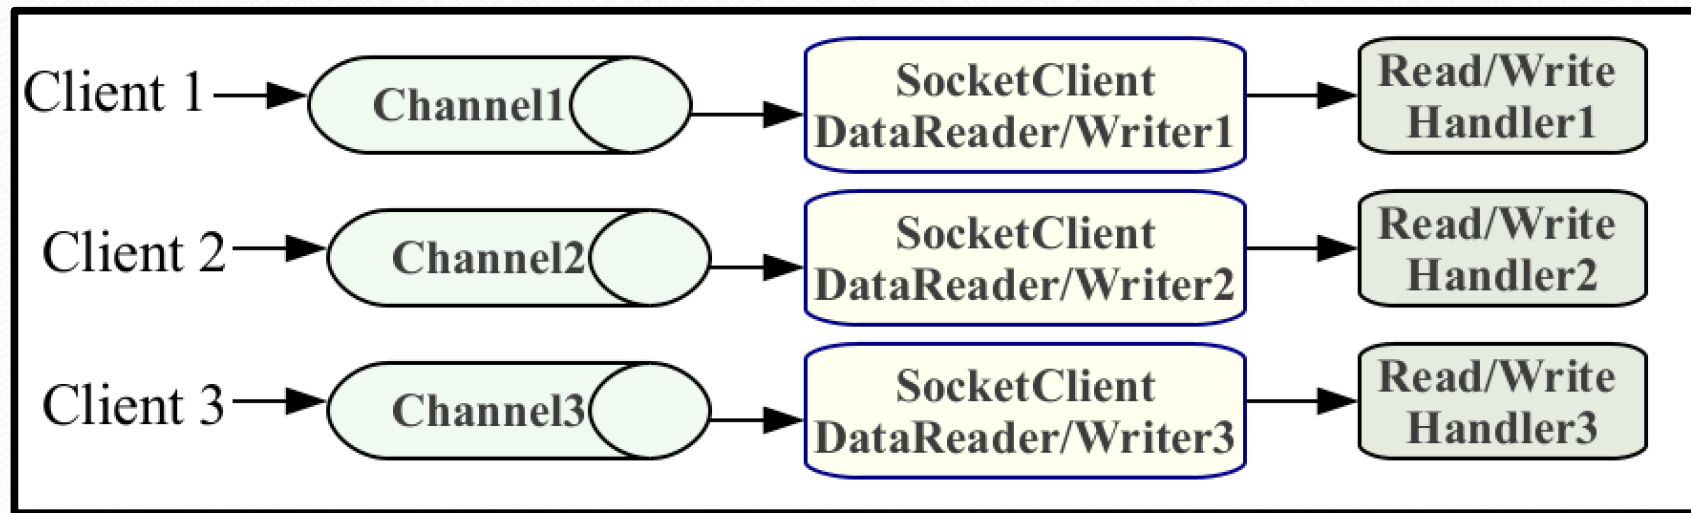 Client 1
Channel1
SocketClient
DataReader/Writer1
Read/Write
Handler1
Client 2
Channel2
SocketClient
DataReader/Writer2
Read/Write
Handler2
Client 3
Channel3
SocketClient
DataReader/Writer3
Read/Write
Handler3